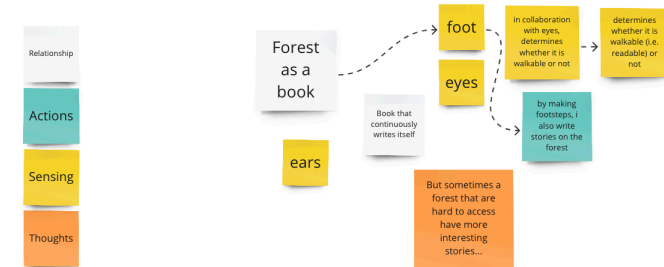 Relationship
Actions
Sensing
Thoughts
Forest
as a
book
foot
eyes
in collaboration
with eyes,
determines
whether it is
walkable or not
determines
whether it is
walkable (i.e.
readable) or
not
Book that
continuously
writes itself
by making
footsteps, i
also write
stories on the
forest
ears
But sometimes a
forest that are
hard to access
have more
interesting
stories...